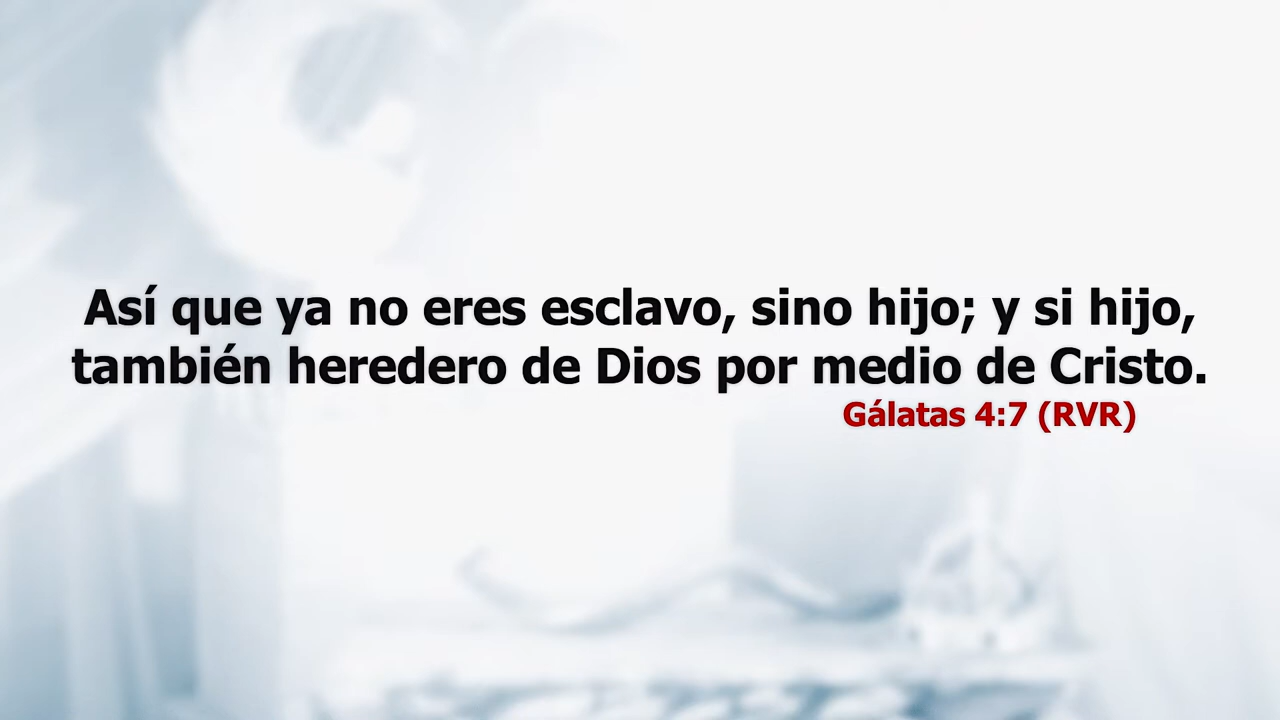 Así que ya no eres esclavo, sino hijo; y si hijo,
también heredero de Dios por medio de Cristo.
Gálatas 4:7 (RVR)